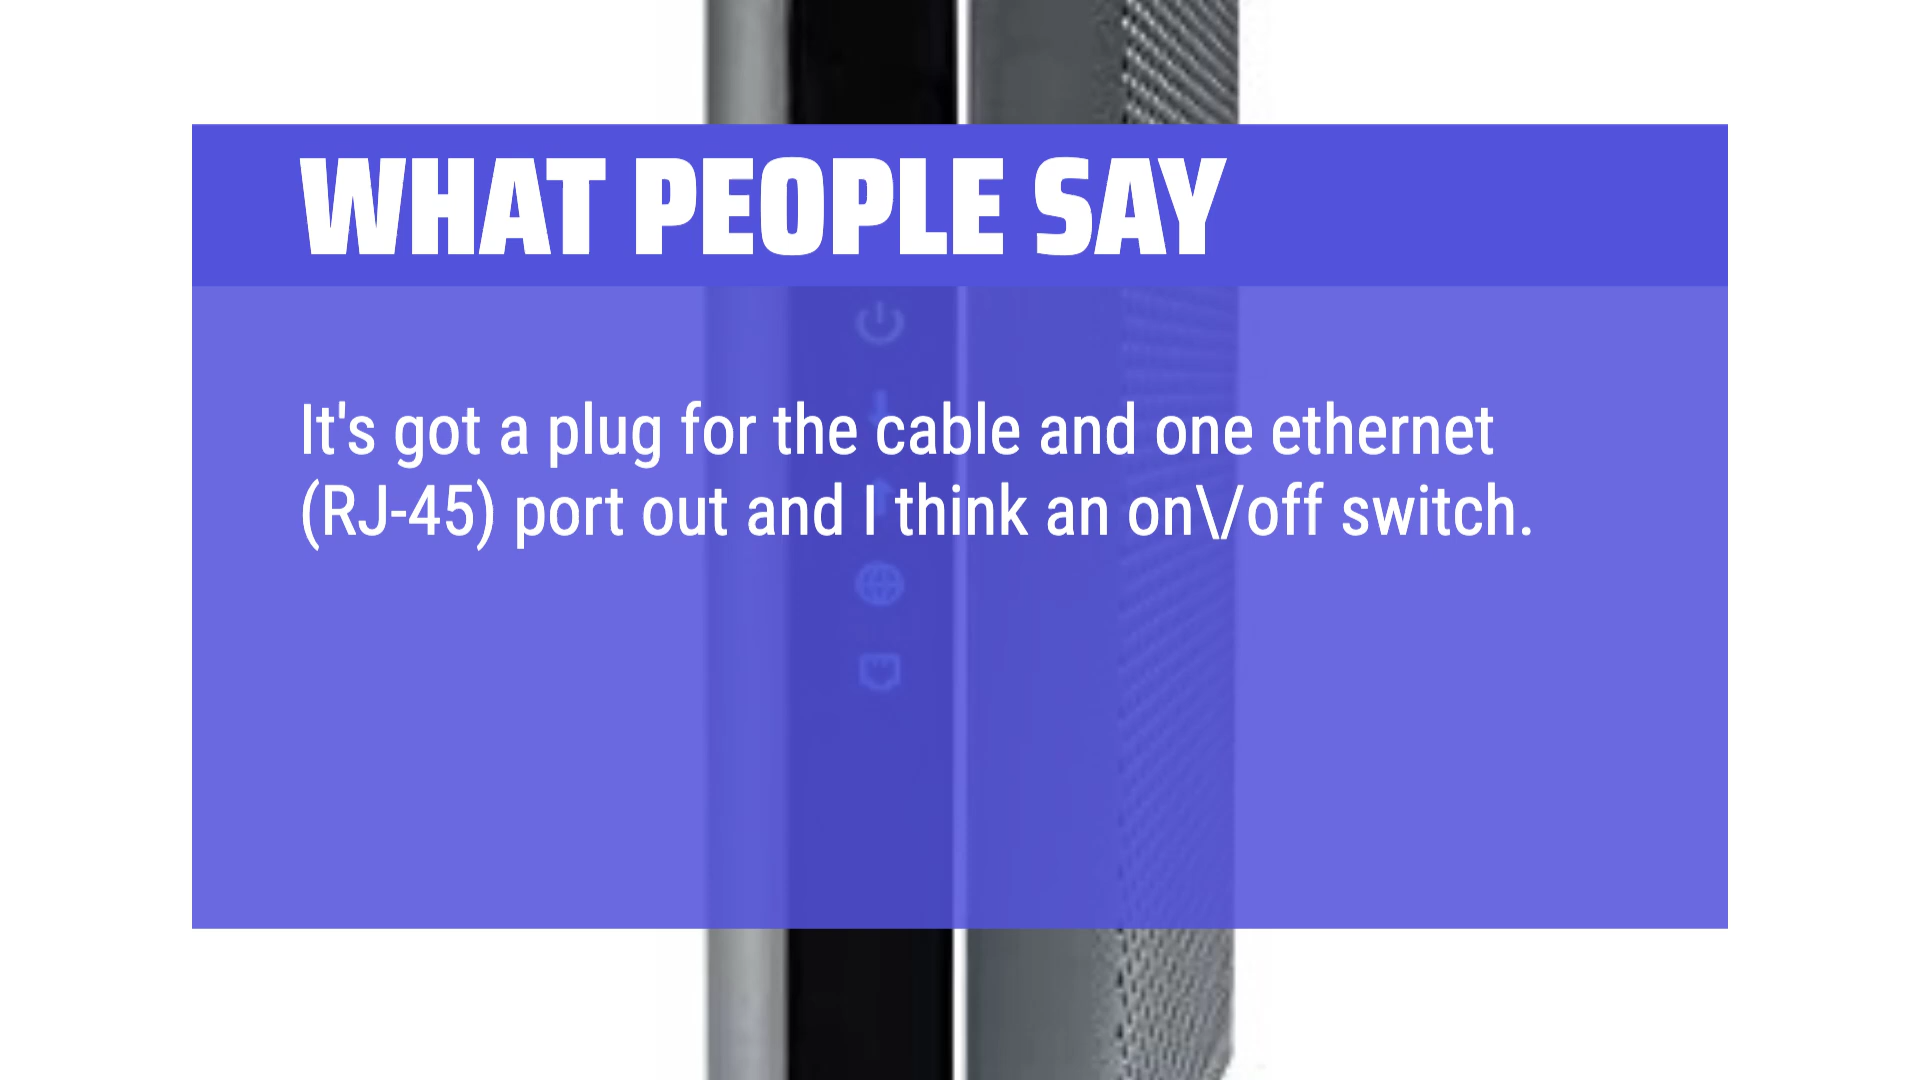 WHAT PEOPLE SAY
It's got a plug for the cable and one ethernet
(RJ-45) port out and I think an on\/off switch.